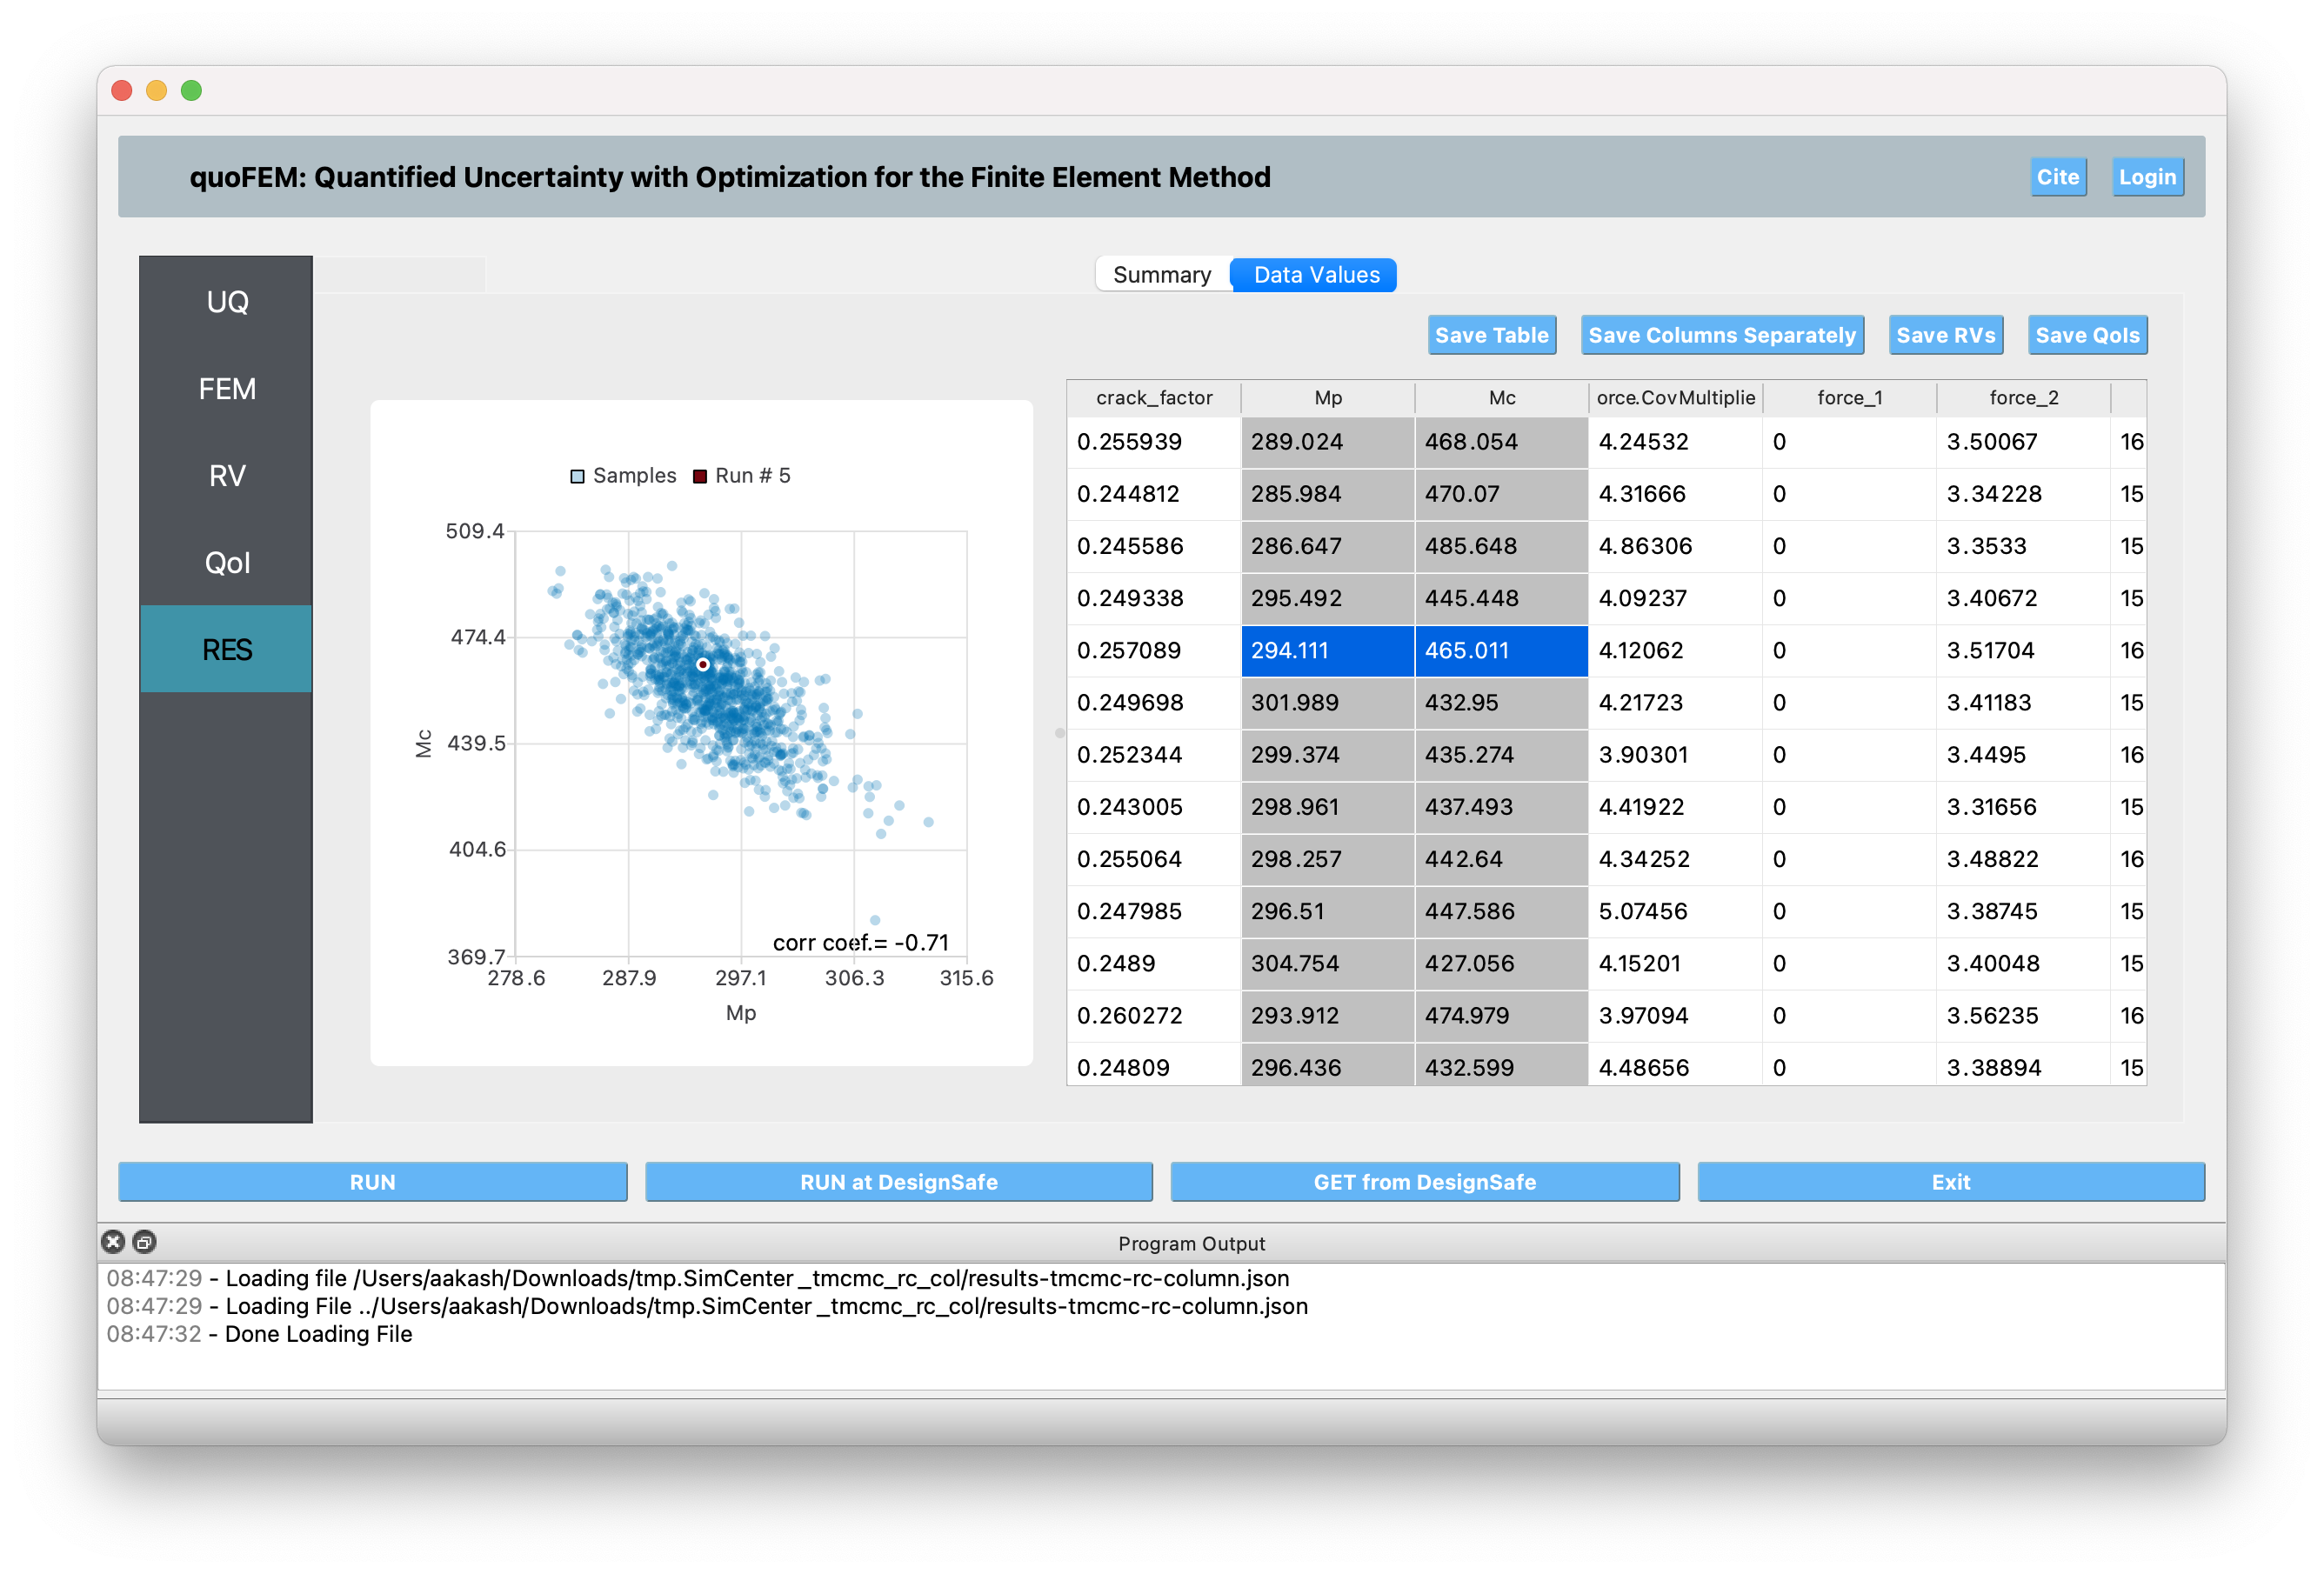 quoFEM: Quantified Uncertainty with Optimization for the Finite Element Method
Cite
Login
UQ
FEM
RV
QoI
RES
Summary
Data Values
Save Table
Save Columns Separately
Save RVs
Save QoIs
Samples
Run # 5
509.4
474.4
439.5
404.6
369.7
278.6
287.9
297.1
306.3
315.6
Mc
Mp
corr coef.= -0.71
crack_factor Mp Mc orce.CovMultiplie force_1 force_2
0.255939 289.024 468.054 4.24532 0 3.50067 16
0.244812 285.984 470.07 4.31666 0 3.34228 15
0.245586 286.647 485.648 4.86306 0 3.3533 15
0.249338 295.492 445.448 4.09237 0 3.40672 15
0.257089 294.111 465.011 4.12062 0 3.51704 16
0.249698 301.989 432.95 4.21723 0 3.41183 15
0.252344 299.374 435.274 3.90301 0 3.4495 16
0.243005 298.961 437.493 4.41922 0 3.31656 15
0.255064 298.257 442.64 4.34252 0 3.48822 16
0.247985 296.51 447.586 5.07456 0 3.38745 15
0.2489 304.754 427.056 4.15201 0 3.40048 15
0.260272 293.912 474.979 3.97094 0 3.56235 16
0.24809 296.436 432.599 4.48656 0 3.38894 15
RUN
RUN at DesignSafe
GET from DesignSafe
Exit
Program Output
08:47:29 - Loading file /Users/aakash/Downloads/tmp.SimCenter_tmcmc_rc_col/results-tmcmc-rc-column.json
08:47:29 - Loading File ../Users/aakash/Downloads/tmp.SimCenter_tmcmc_rc_col/results-tmcmc-rc-column.json
08:47:32 - Done Loading File